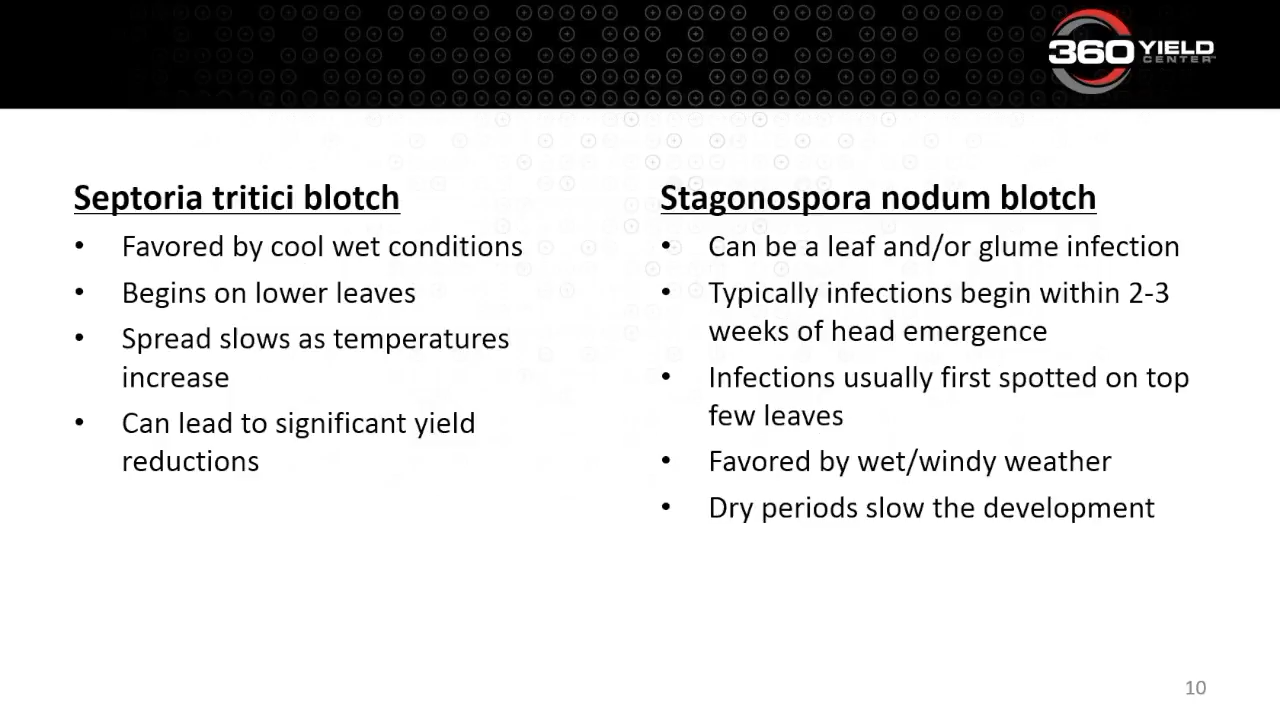 360 YIELD
CENTER
Septoria tritici blotch
• Favored by cool wet conditions
• Begins on lower leaves
• Spread slows as temperatures
increase
• Can lead to significant yield
reductions
Stagonospora nodum blotch
• Can be a leaf and/or glume infection
• Typically infections begin within 2-3
weeks of head emergence
• Infections usually first spotted on top
few leaves
• Favored by wet/windy weather
• Dry periods slow the development
10